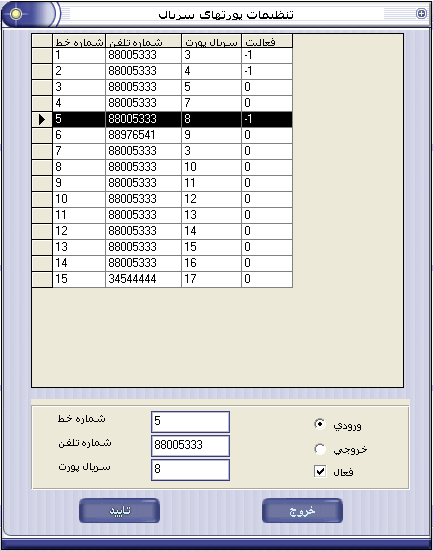 تنظیمات پورتهای سریال
شماره خط شماره تلفن سریال پورت فعالیت
1 88005333 3 -1
2 88005333 4 -1
3 88005333 5 0
4 88005333 7 0
5 88005333 8 -1
6 88976541 9 0
7 88005333 3 0
8 88005333 10 0
9 88005333 11 0
10 88005333 12 0
11 88005333 13 0
12 88005333 14 0
13 88005333 15 0
14 88005333 16 0
15 34544444 17 0
شماره خط 5 ورودي
شماره تلفن 88005333 خروجي
سریال پورت 8 فعال
تایید خروج